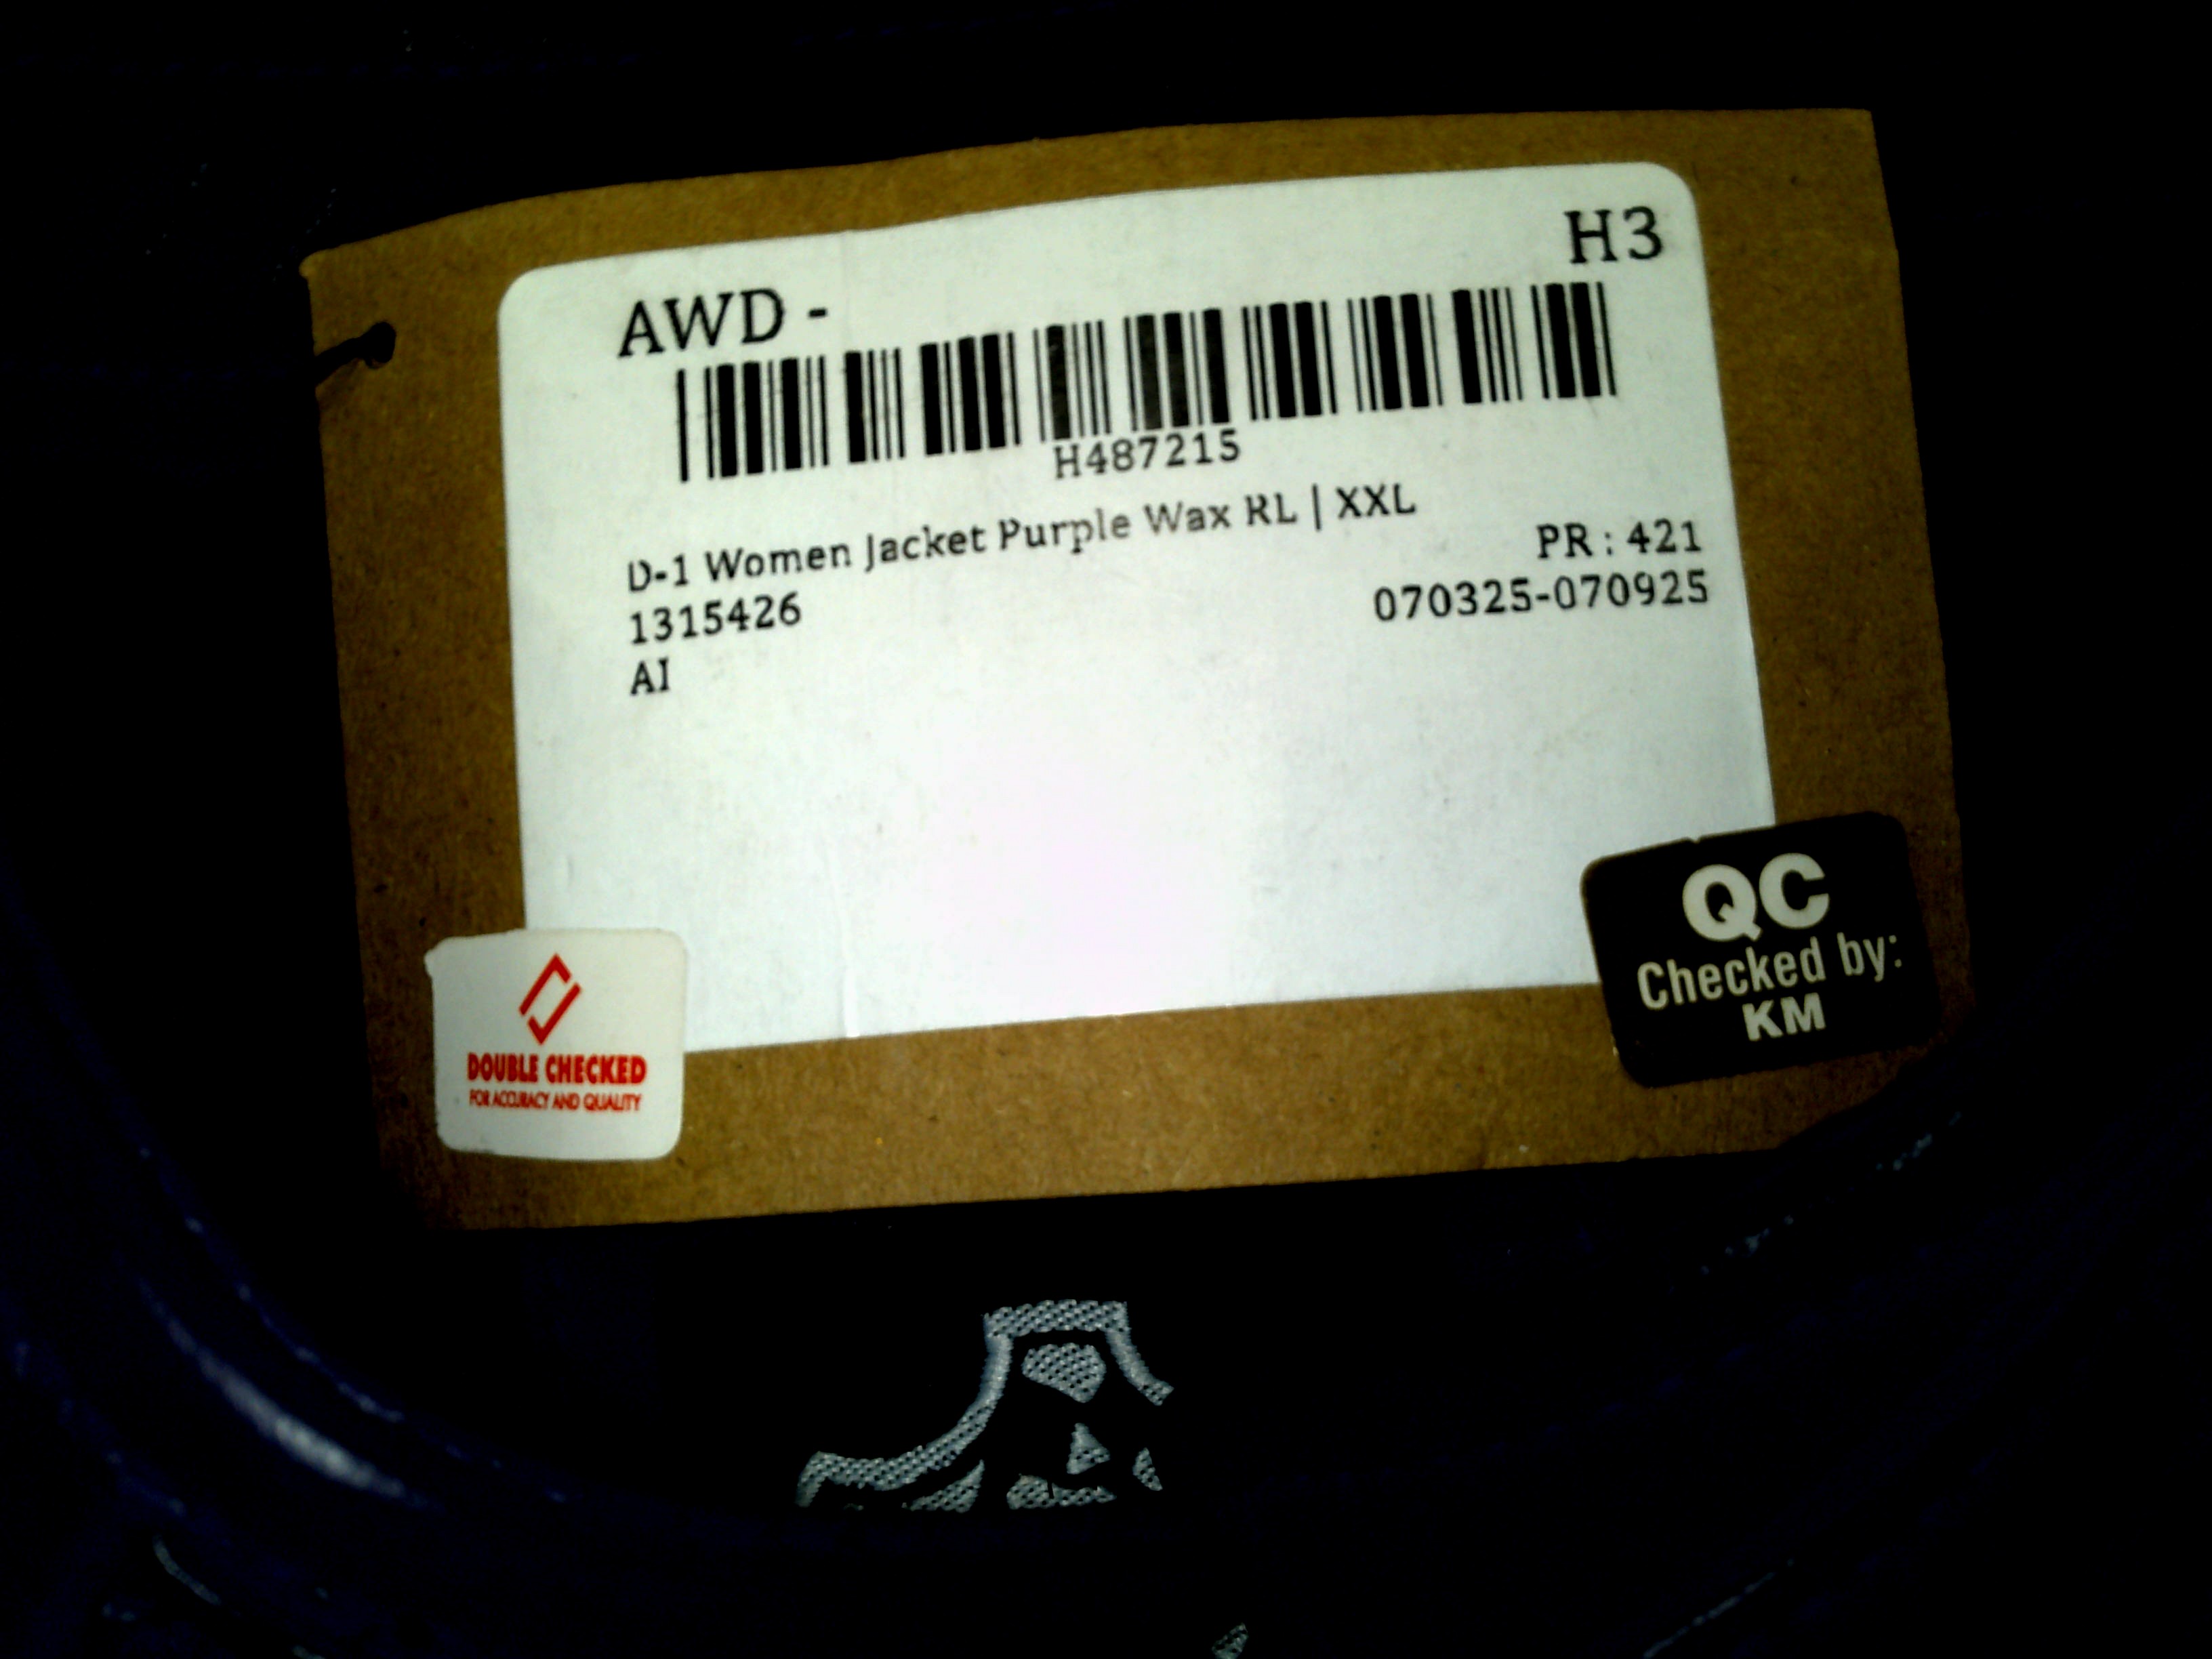 H3
AWD -
H487215
D-1 Women Jacket Purple Wax RL | XXL
PR : 421
1315426
070325-070925
AI
QC
Checked by:
KM
DOUBLE CHECKED
FOR ACCURACY AND QUALITY